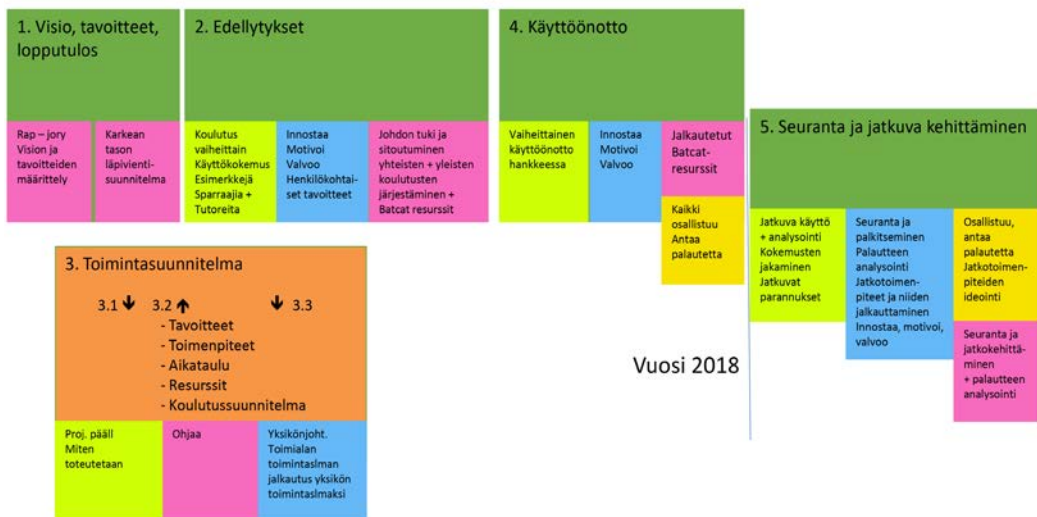 1. Visio, tavoitteet,
lopputulos
Rap – jory
Vision ja
tavoitteiden
määrittely
Karkean
tason
läpivienti-
suunnitelma
2. Edellytykset
Koulutus
vaiheittain
Käyttökokemus
Esimerkkejä
Sparraajia +
Tutoreita
Innostaa
Motivoi
Valvoo
Henkilökohtai-
set tavoitteet
Johdon tuki ja
sitoutuminen
yhteisten + yleisten
koulutusten
järjestäminen +
Batcat resurssit
3. Toimintasuunnitelma
3.1 ↓ 3.2 ↑ ↓ 3.3
- Tavoitteet
- Toimenpiteet
- Aikataulu
- Resurssit
- Koulutussuunnitelma
Proj. pääll
Miten
toteutetaan
Ohjaa
Yksikönjoht.
Toimialan
toimintaslman
jalkautus yksikön
toimintaslmaksi
4. Käyttöönotto
Vaiheittainen
käyttöönotto
hankkeessa
Innostaa
Motivoi
Valvoo
Jalkautetut
Batcat-
resurssit
Kaikki
osallistuu
Antaa
palautetta
Vuosi 2018
5. Seuranta ja jatkuva kehittäminen
Jatkuva käyttö
+ analysointi
Kokemusten
jakaminen
Jatkuvat
parannukset
Seuranta ja
palkitseminen
Palautteen
analysointi
Jatkotoimen-
piteet ja niiden
jalkauttaminen
Innostaa, motivoi,
valvoo
Osallistuu,
antaa
palautetta
Jatkotoimen-
piteiden
ideointi
Seuranta ja
jatkokehittä-
minen
+ palautteen
analysointi